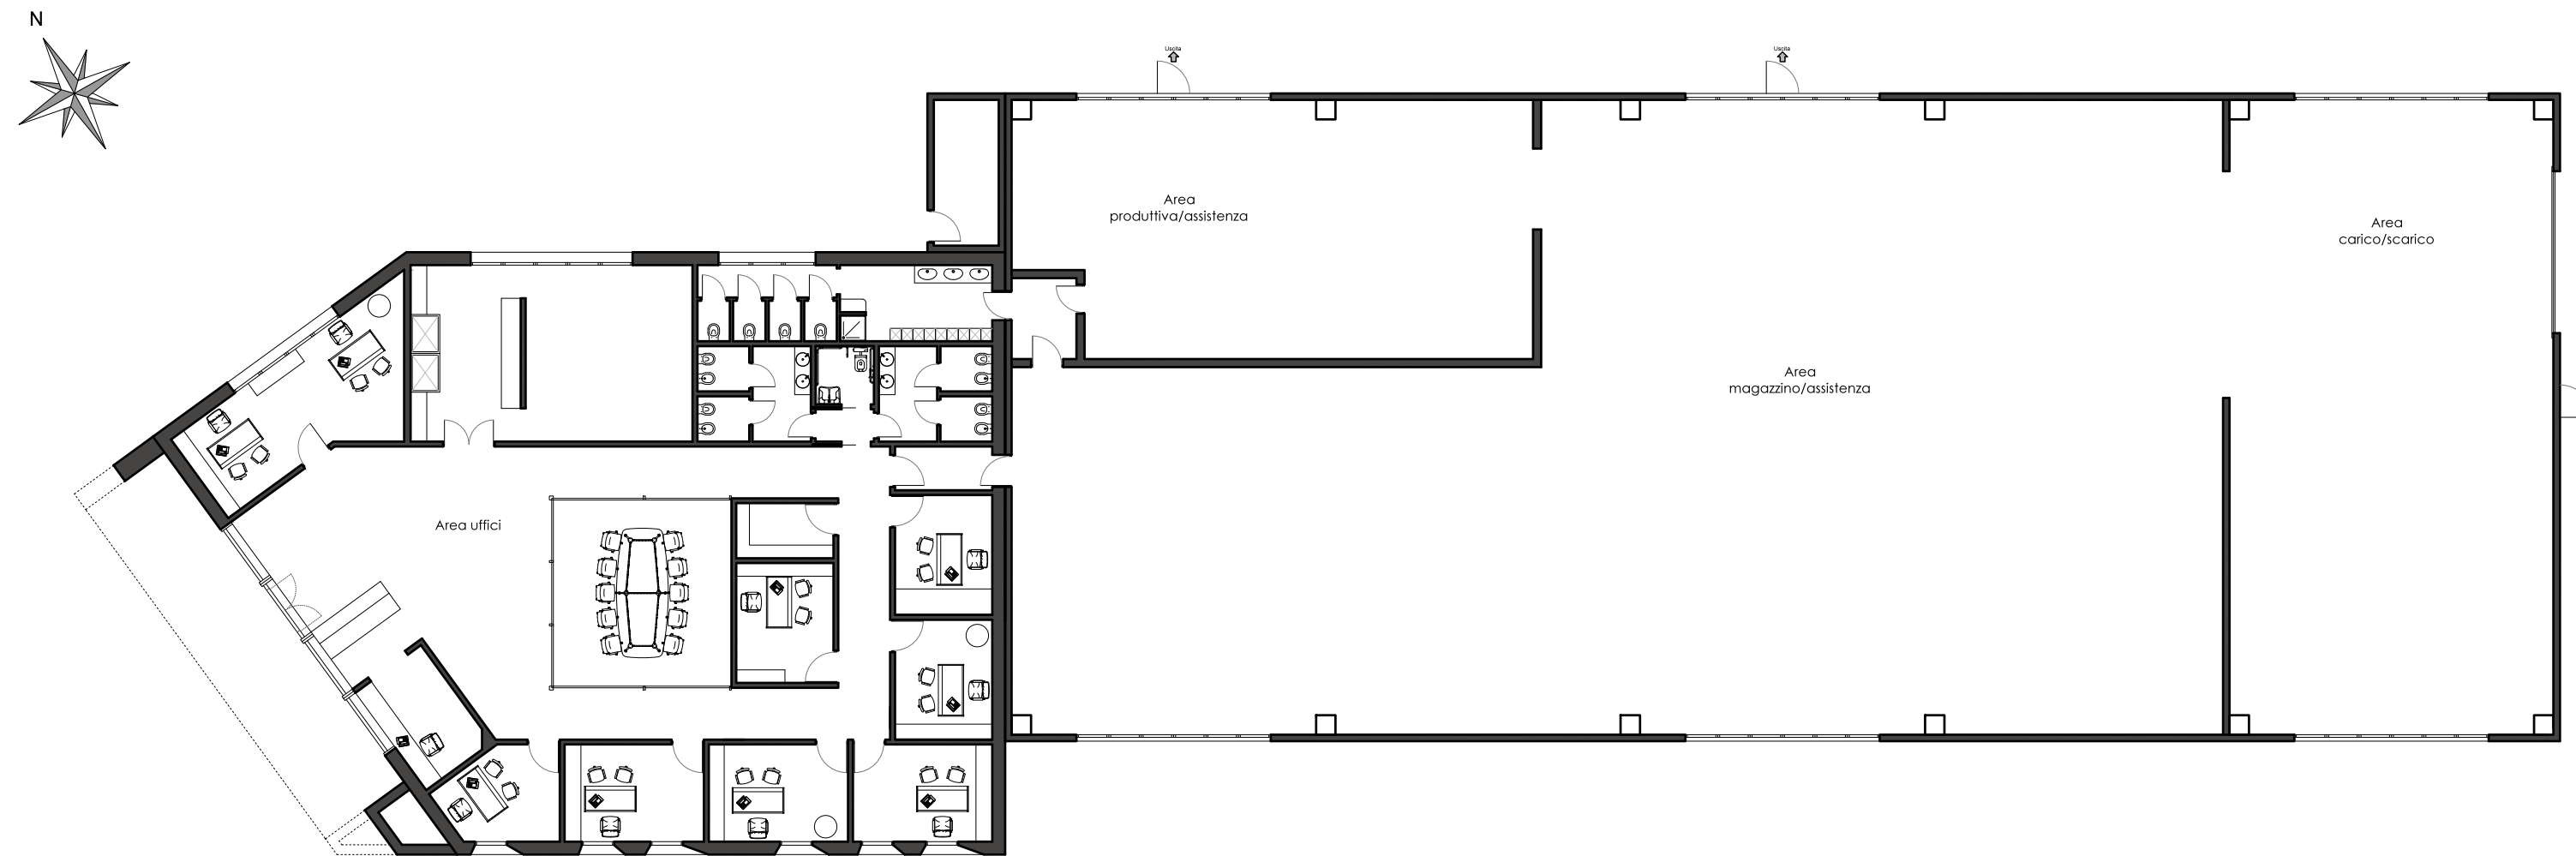 N
Uscita
Uscita
Area
produttiva/assistenza
Area
carico/scarico
Area
magazzino/assistenza
Area uffici